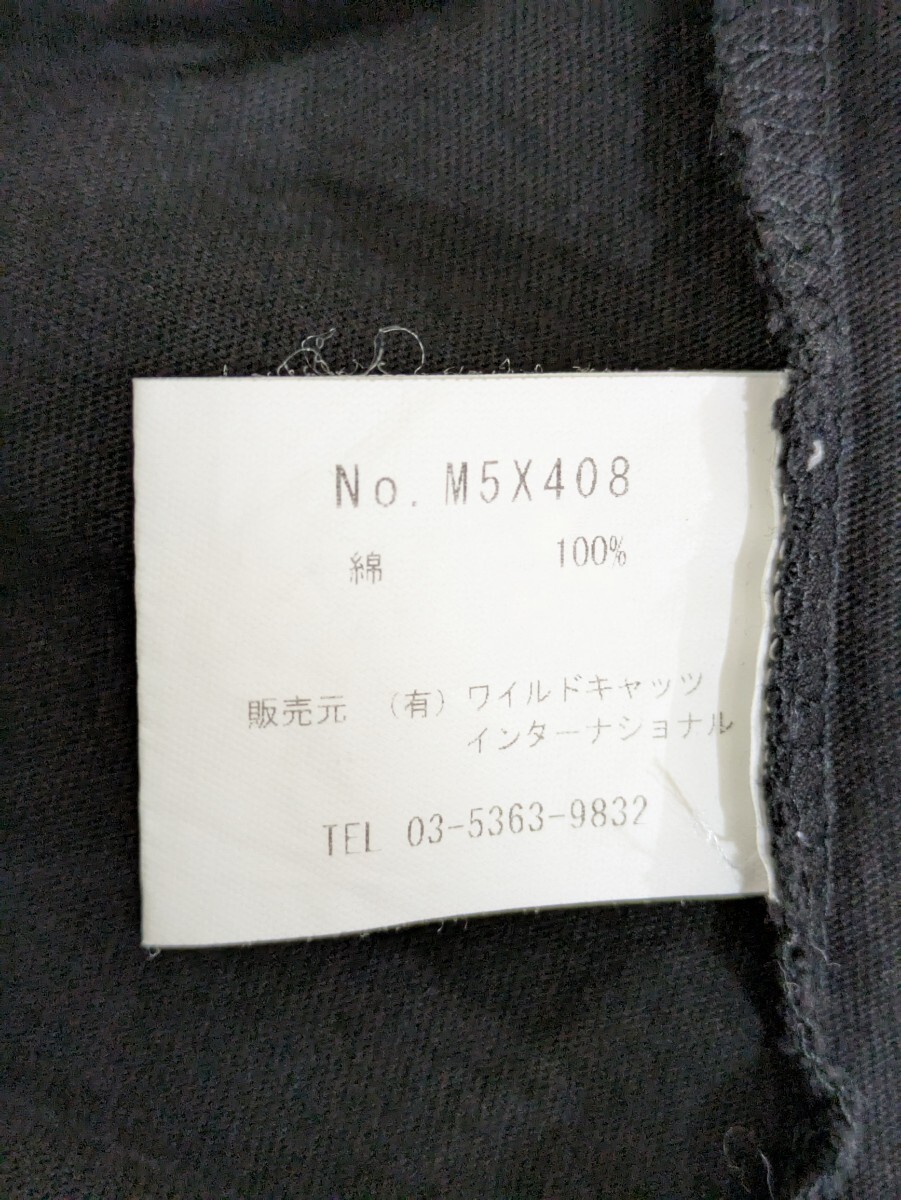 No. M5X408
綿 100%
販売元 (有)ワイルドキャッツ
インターナショナル
TEL 03-5363-9832